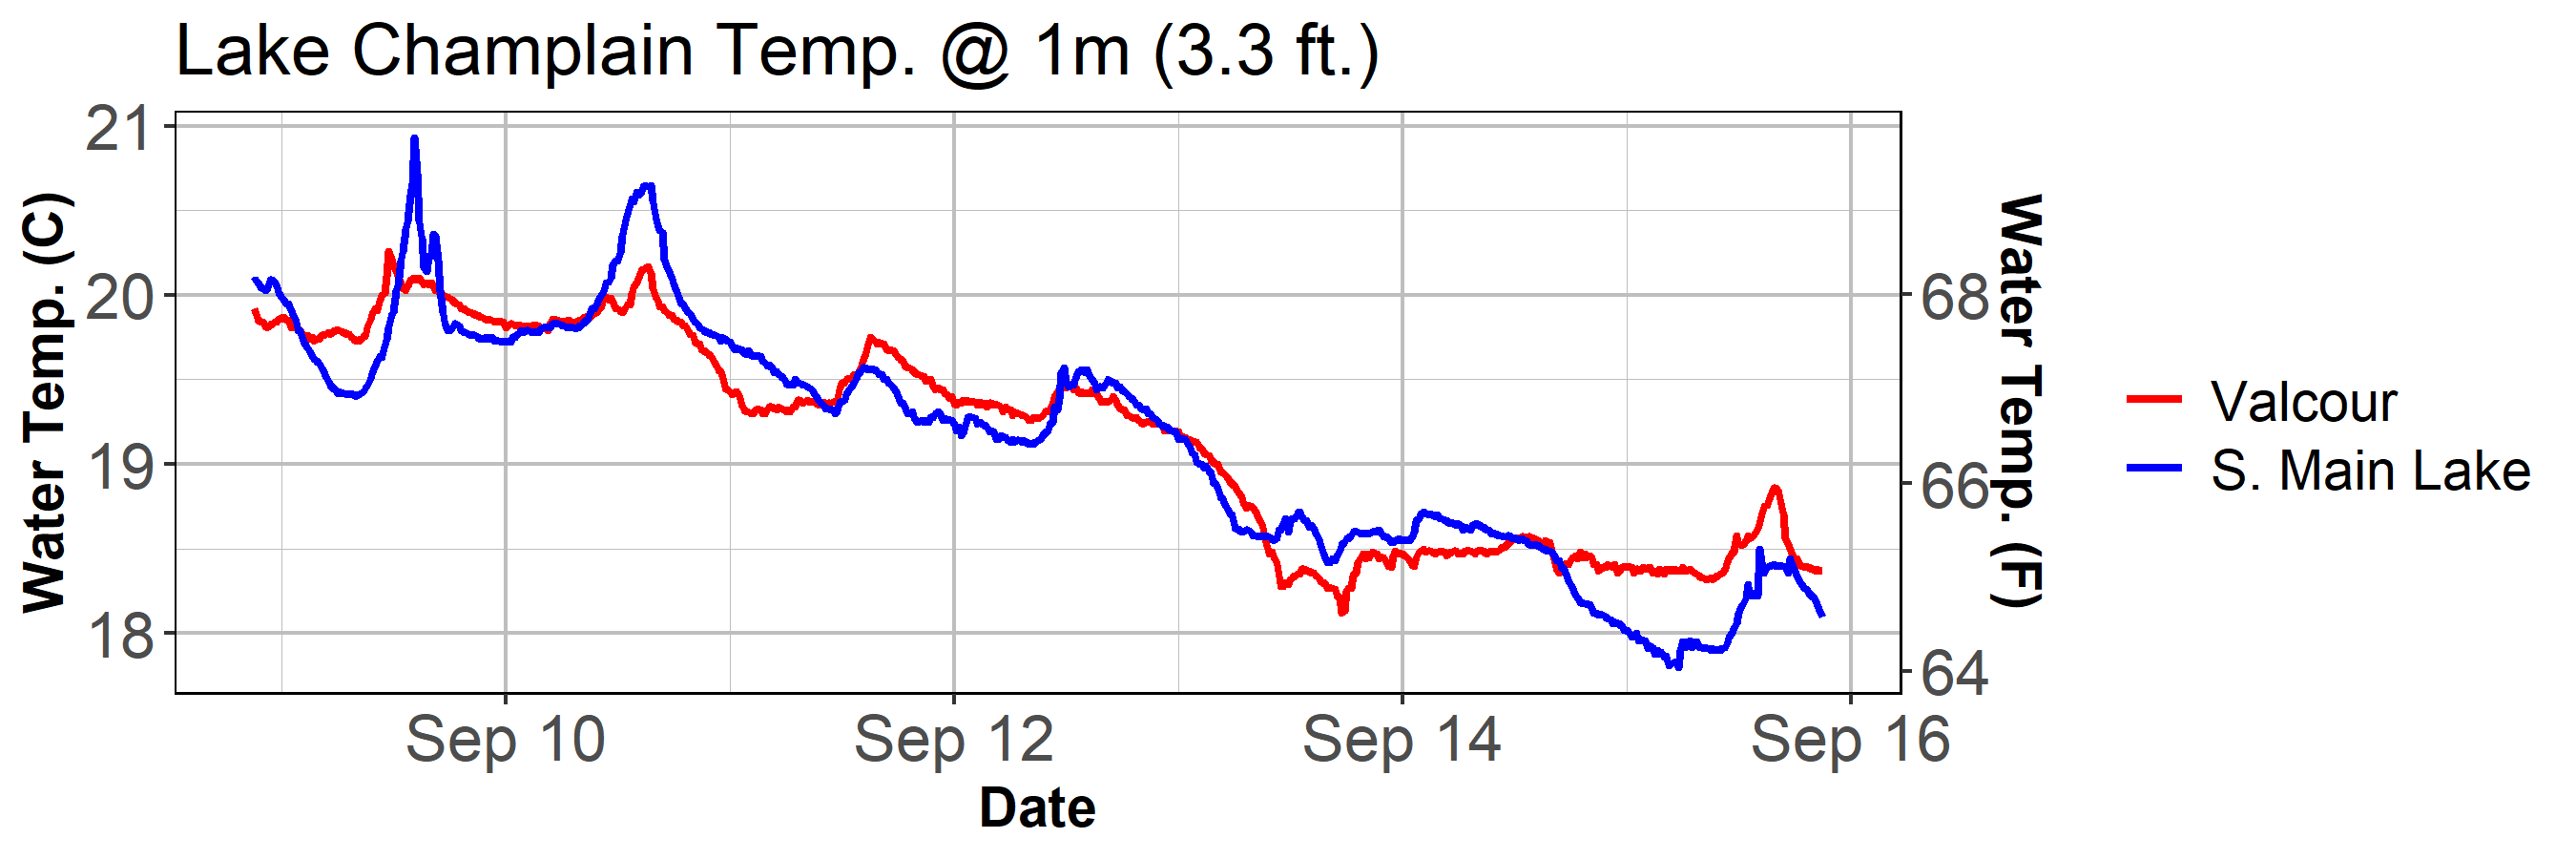 Lake Champlain Temp. @ 1m (3.3 ft.)
Water Temp. (C)
21
20
19
18
68
66
64
Water Temp. (F)
Valcour
S. Main Lake
Sep 10
Sep 12
Sep 14
Sep 16
Date